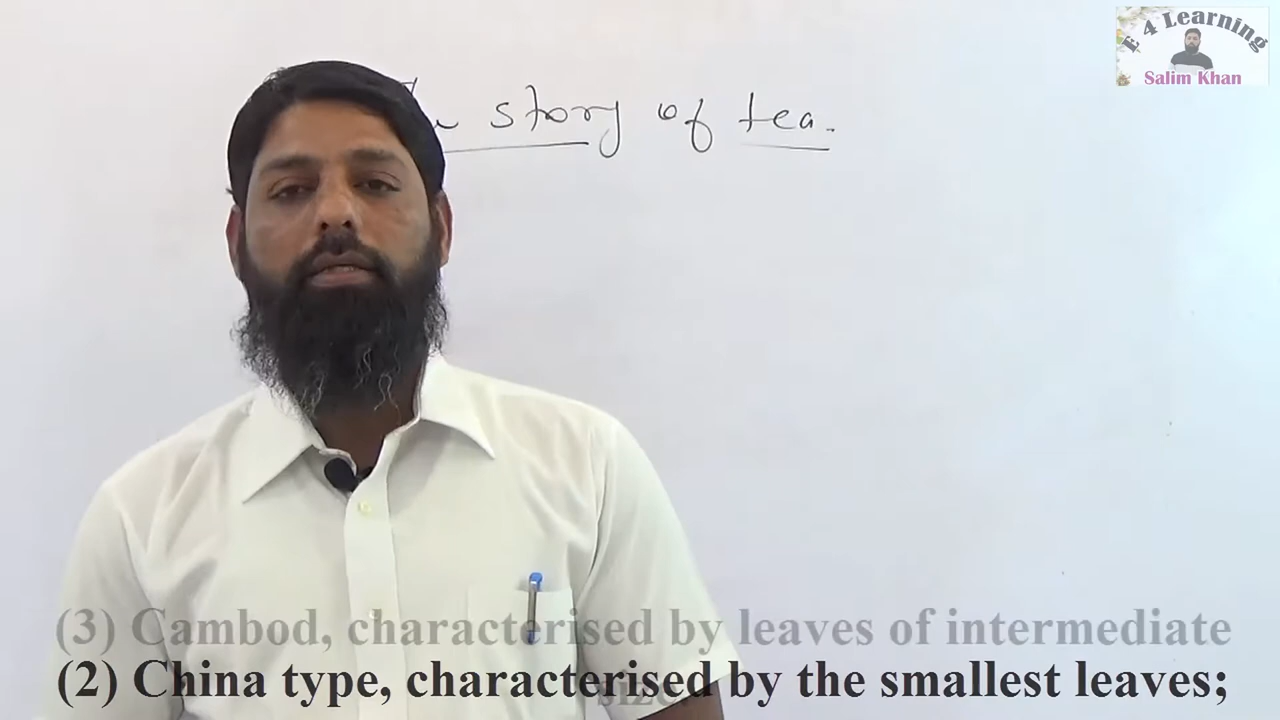 E 4 Learning
Salim Khan
story of tea.
(3) Cambod, characterised by leaves of intermediate
size.
(2) China type, characterised by the smallest leaves;